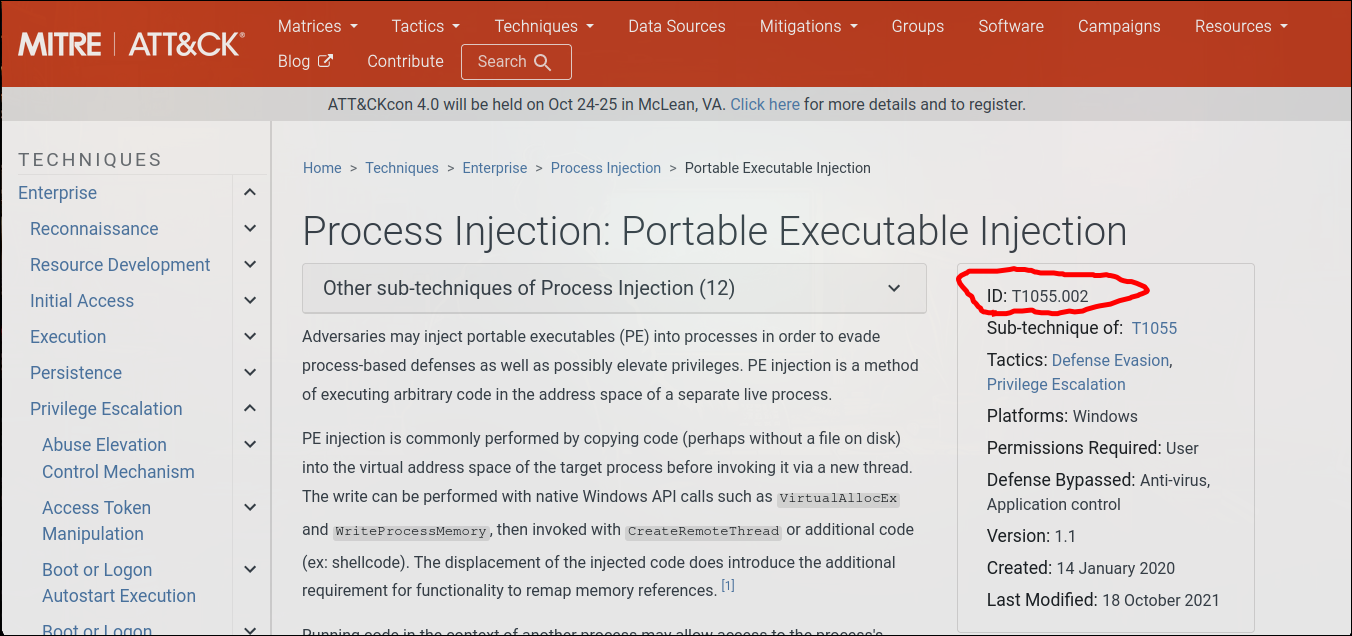 MITRE | ATT&CK®
Matrices Tactics Techniques Data Sources Mitigations Groups Software Campaigns Resources
Blog Contribute Search
ATT&CKcon 4.0 will be held on Oct 24-25 in McLean, VA. Click here for more details and to register.
TECHNIQUES
Enterprise
Reconnaissance
Resource Development
Initial Access
Execution
Persistence
Privilege Escalation
Abuse Elevation
Control Mechanism
Access Token
Manipulation
Boot or Logon
Autostart Execution
Boot or Logon
Home > Techniques > Enterprise > Process Injection > Portable Executable Injection
Process Injection: Portable Executable Injection
Other sub-techniques of Process Injection (12)
Adversaries may inject portable executables (PE) into processes in order to evade
process-based defenses as well as possibly elevate privileges. PE injection is a method
of executing arbitrary code in the address space of a separate live process.
PE injection is commonly performed by copying code (perhaps without a file on disk)
into the virtual address space of the target process before invoking it via a new thread.
The write can be performed with native Windows API calls such as VirtualAllocEx
and WriteProcessMemory, then invoked with CreateRemoteThread or additional code
(ex: shellcode). The displacement of the injected code does introduce the additional
requirement for functionality to remap memory references. [1]
Running code in the context of another process may allow access to the process's
ID: T1055.002
Sub-technique of: T1055
Tactics: Defense Evasion,
Privilege Escalation
Platforms: Windows
Permissions Required: User
Defense Bypassed: Anti-virus,
Application control
Version: 1.1
Created: 14 January 2020
Last Modified: 18 October 2021